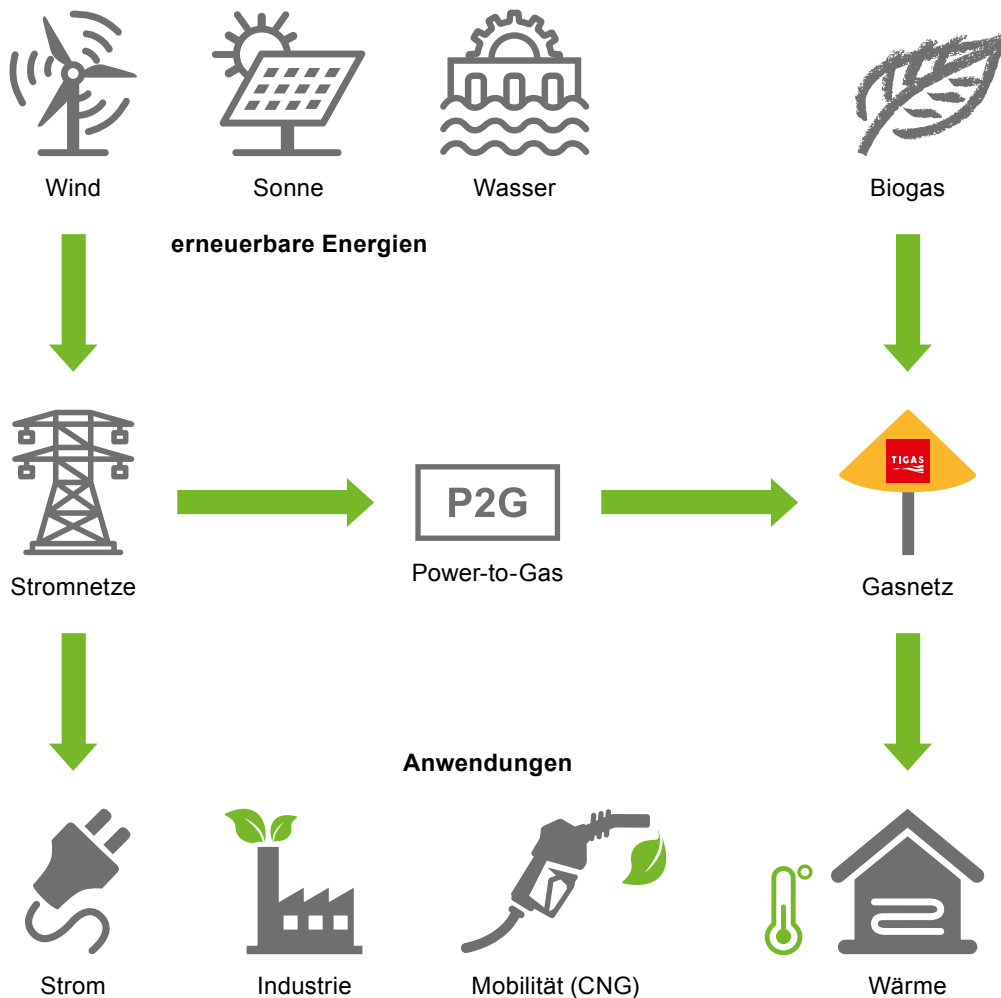 Wind
Sonne
Wasser
Biogas
erneuerbare Energien
TIGAS
P2G
Stromnetze
Power-to-Gas
Gasnetz
Anwendungen
Strom
Industrie
Mobilität (CNG)
Wärme